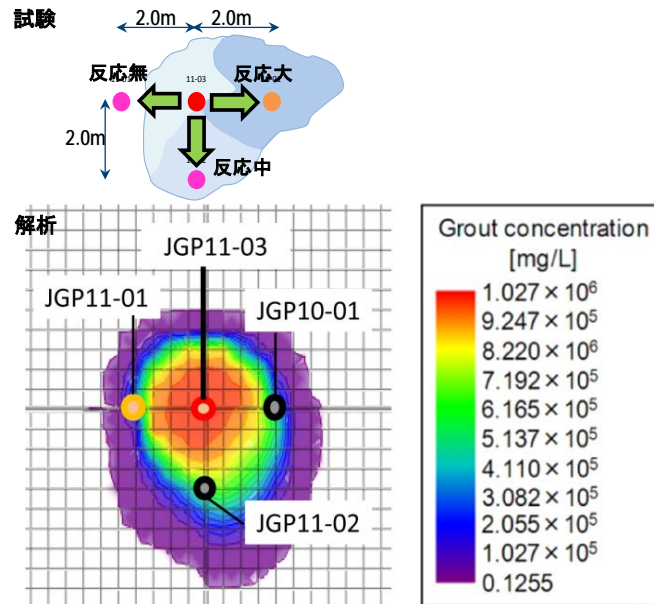 試験
2.0m 2.0m
反応無 11-03 反応大
2.0m
反応中
解析
JGP11-03
JGP11-01
JGP10-01
JGP11-02
Grout concentration
[mg/L]
1.027×10⁶
9.247×10⁵
8.220×10⁶
7.192×10⁵
6.165×10⁵
5.137×10⁵
4.110×10⁵
3.082×10⁵
2.055×10⁵
1.027×10⁵
0.1255